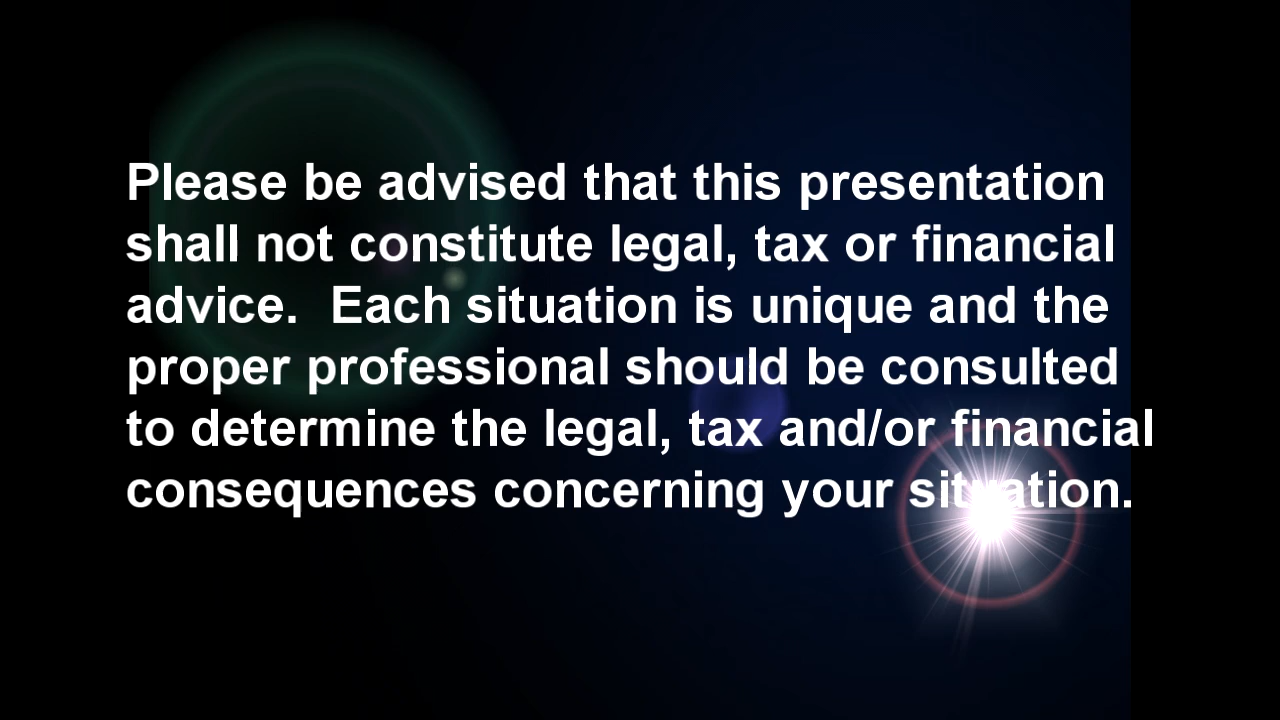 Please be advised that this presentation
shall not constitute legal, tax or financial
advice.  Each situation is unique and the
proper professional should be consulted
to determine the legal, tax and/or financial
consequences concerning your situation.